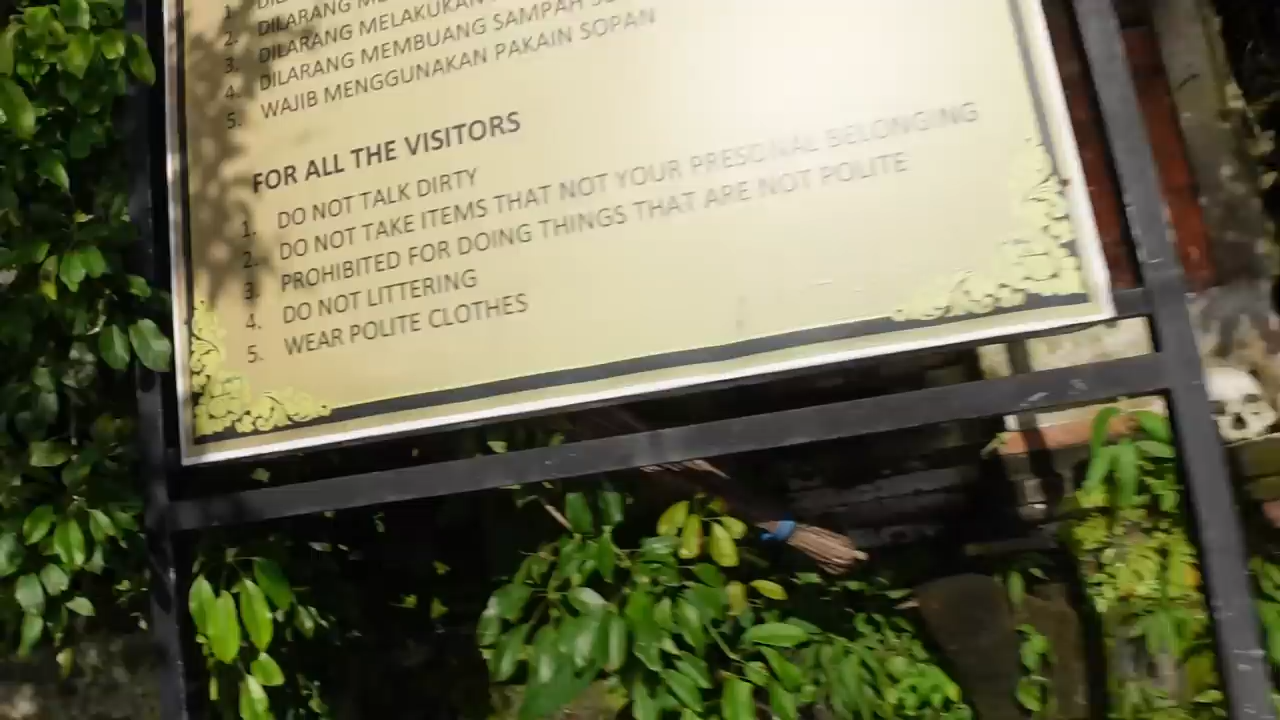 1.
2. DILARANG
3. DILARANG MELAKUKAN
4. DILARANG MEMBUANG SAMPAH
5. WAJIB MENGGUNAKAN PAKAIN SOPAN
FOR ALL THE VISITORS
1. DO NOT TALK DIRTY
2. DO NOT TAKE ITEMS THAT NOT YOUR PRESONAL BELONGING
3. PROHIBITED FOR DOING THINGS THAT ARE NOT POLITE
4. DO NOT LITTERING
5. WEAR POLITE CLOTHES